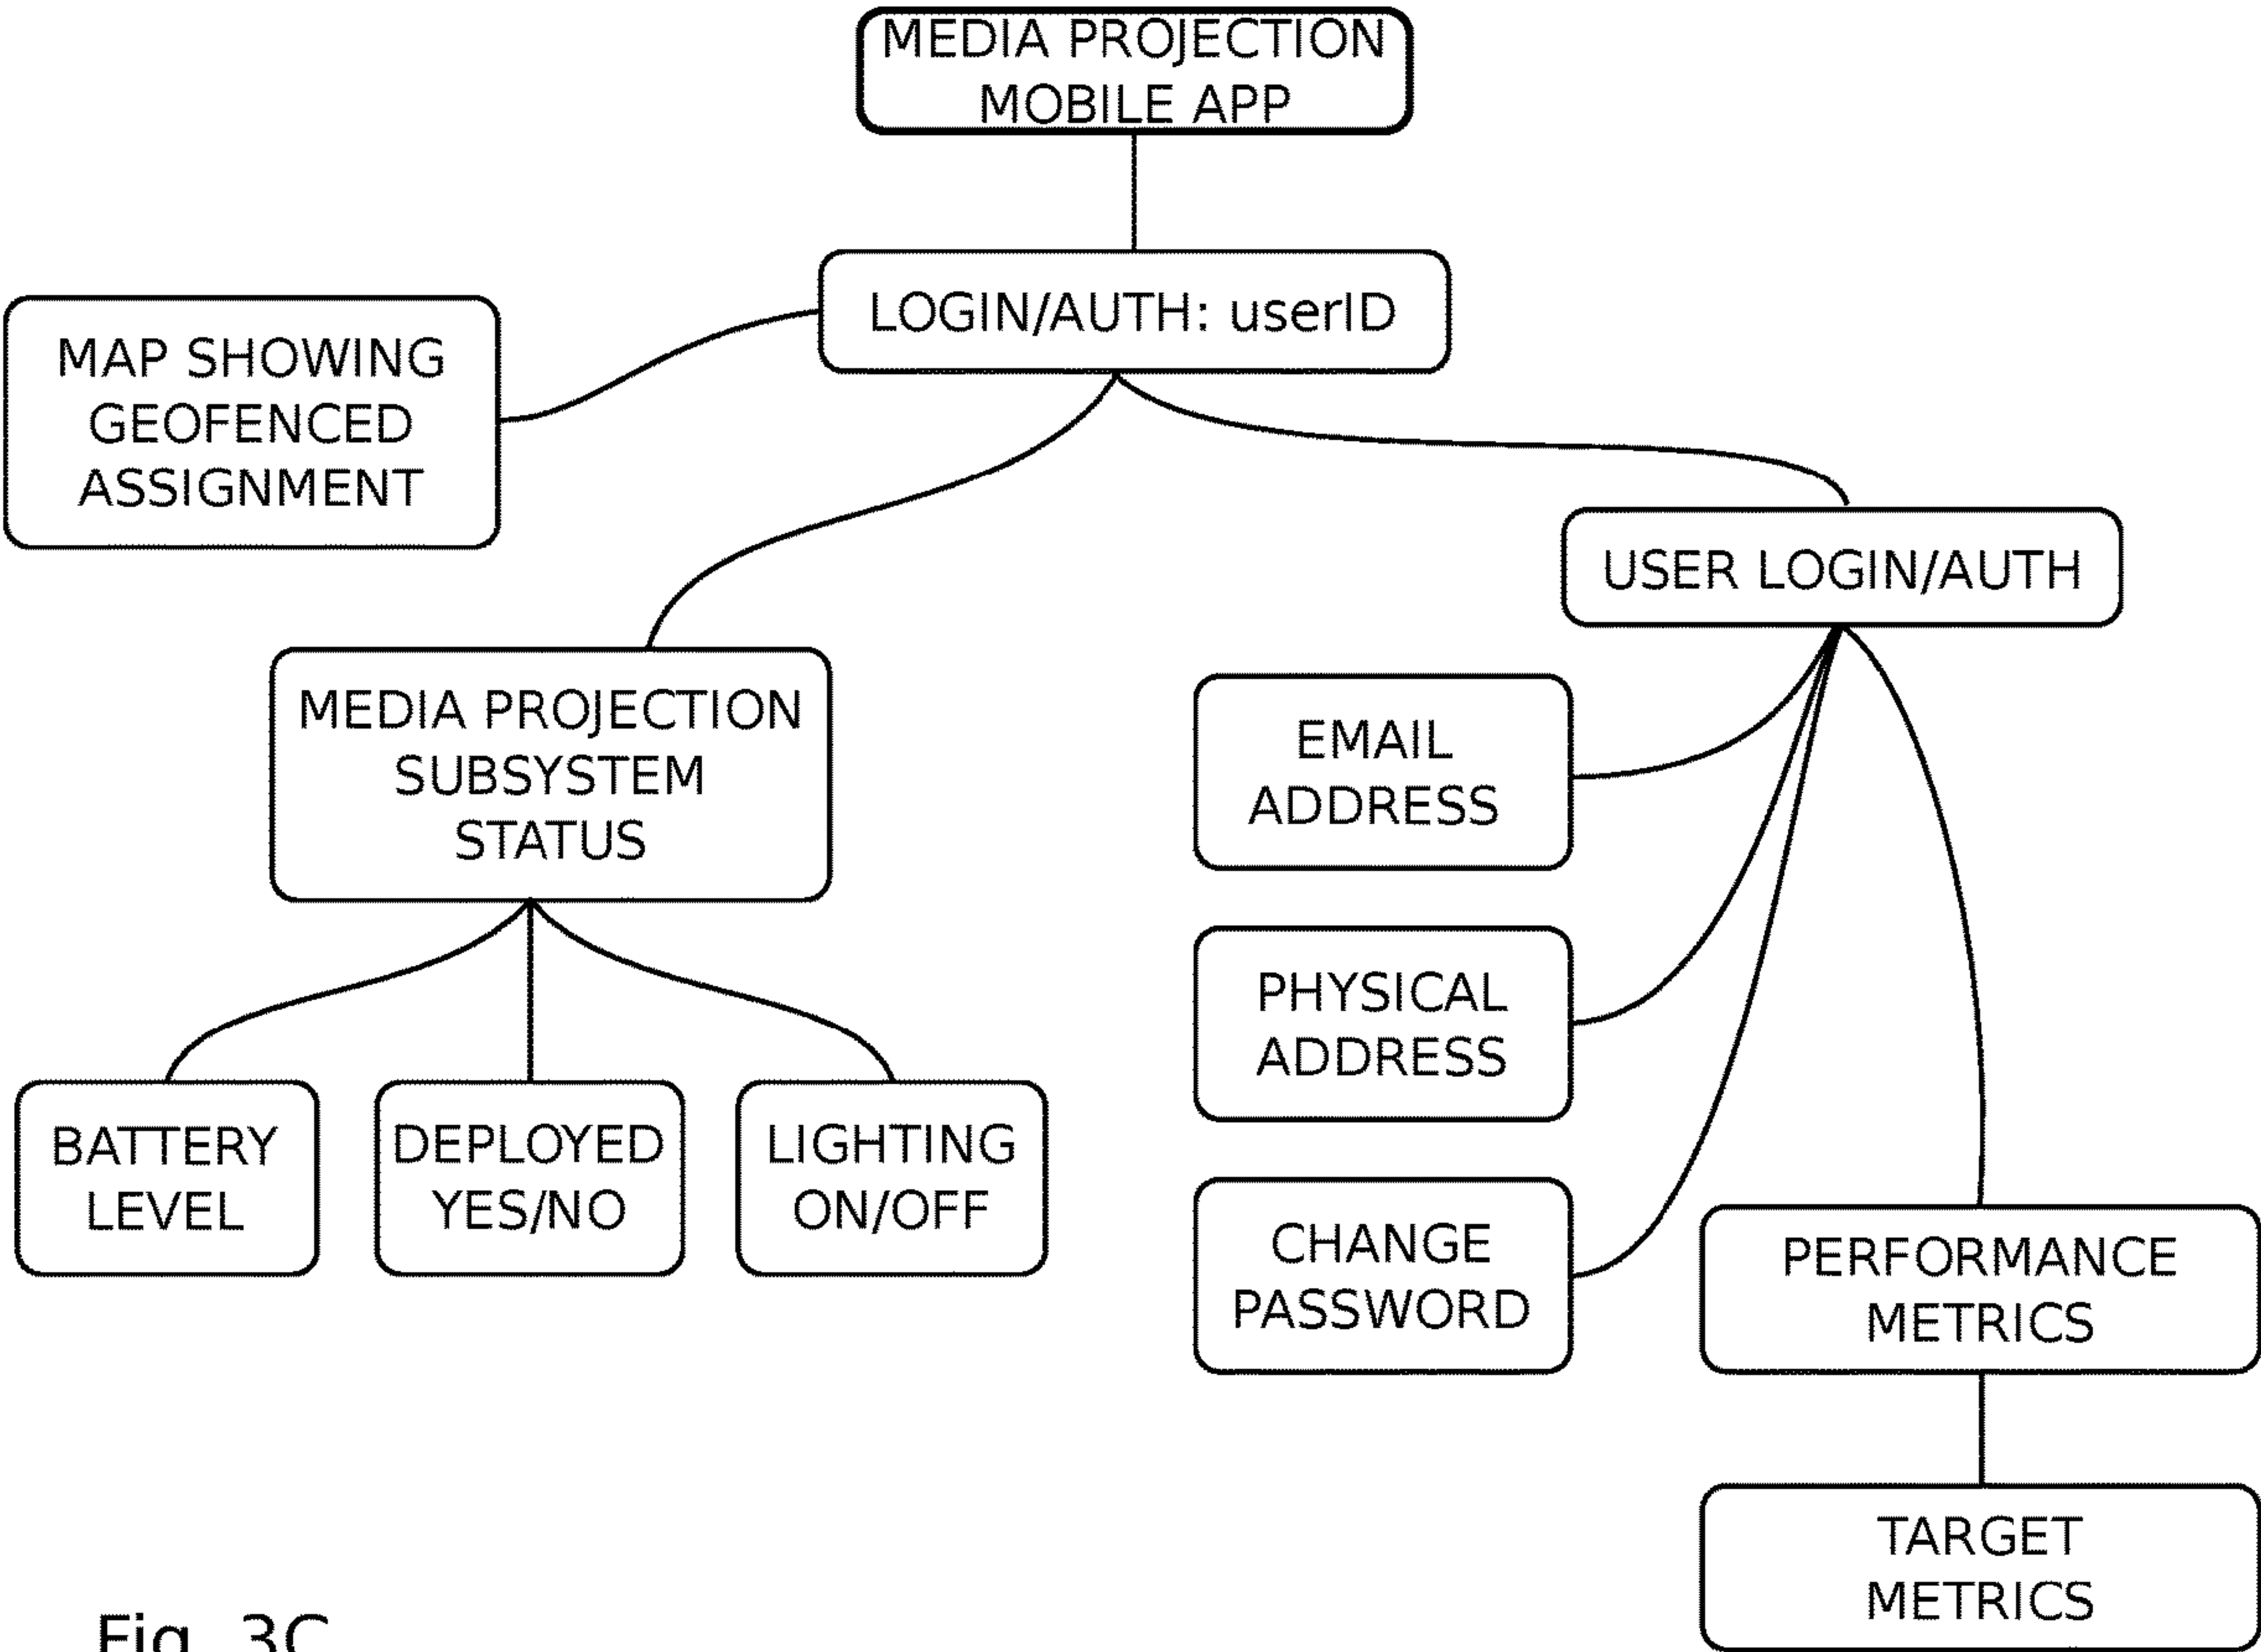 MEDIA PROJECTION
MOBILE APP
LOGIN/AUTH: userID
MAP SHOWING
GEOFENCED
ASSIGNMENT
USER LOGIN/AUTH
MEDIA PROJECTION
SUBSYSTEM
STATUS
EMAIL
ADDRESS
PHYSICAL
ADDRESS
BATTERY
LEVEL
DEPLOYED
YES/NO
LIGHTING
ON/OFF
CHANGE
PASSWORD
PERFORMANCE
METRICS
TARGET
METRICS
Fig. 3C